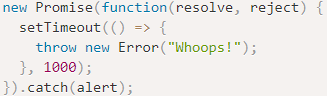 new Promise(function(resolve, reject) {
  setTimeout(() => {
    throw new Error("Whoops!");
  }, 1000);
}).catch(alert);